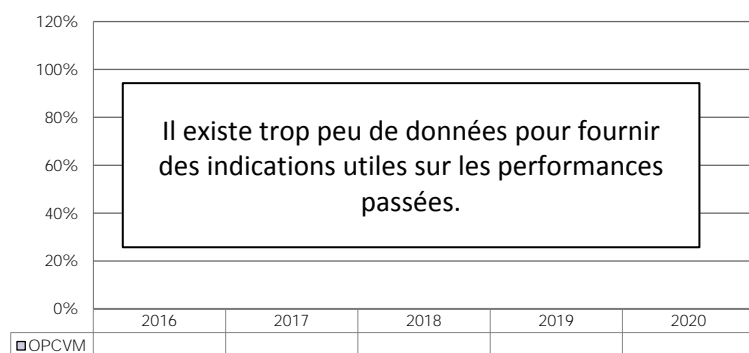 120%
100%
80%
60%
40%
20%
0%
Il existe trop peu de données pour fournir
des indications utiles sur les performances
passées.
2016 2017 2018 2019 2020
OPCVM